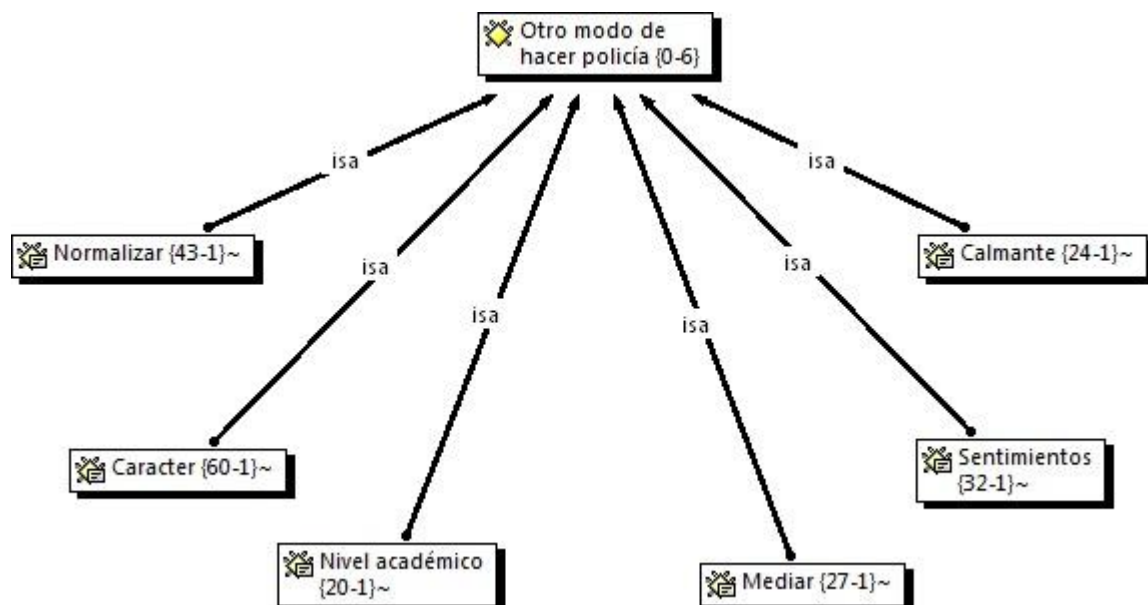 Otro modo de
hacer policía {0-6}
isa
isa
Normalizar {43-1}~
Calmante {24-1}~
isa
isa
isa
isa
Caracter {60-1}~
Sentimientos
{32-1}~
Nivel académico
{20-1}~
Mediar {27-1}~